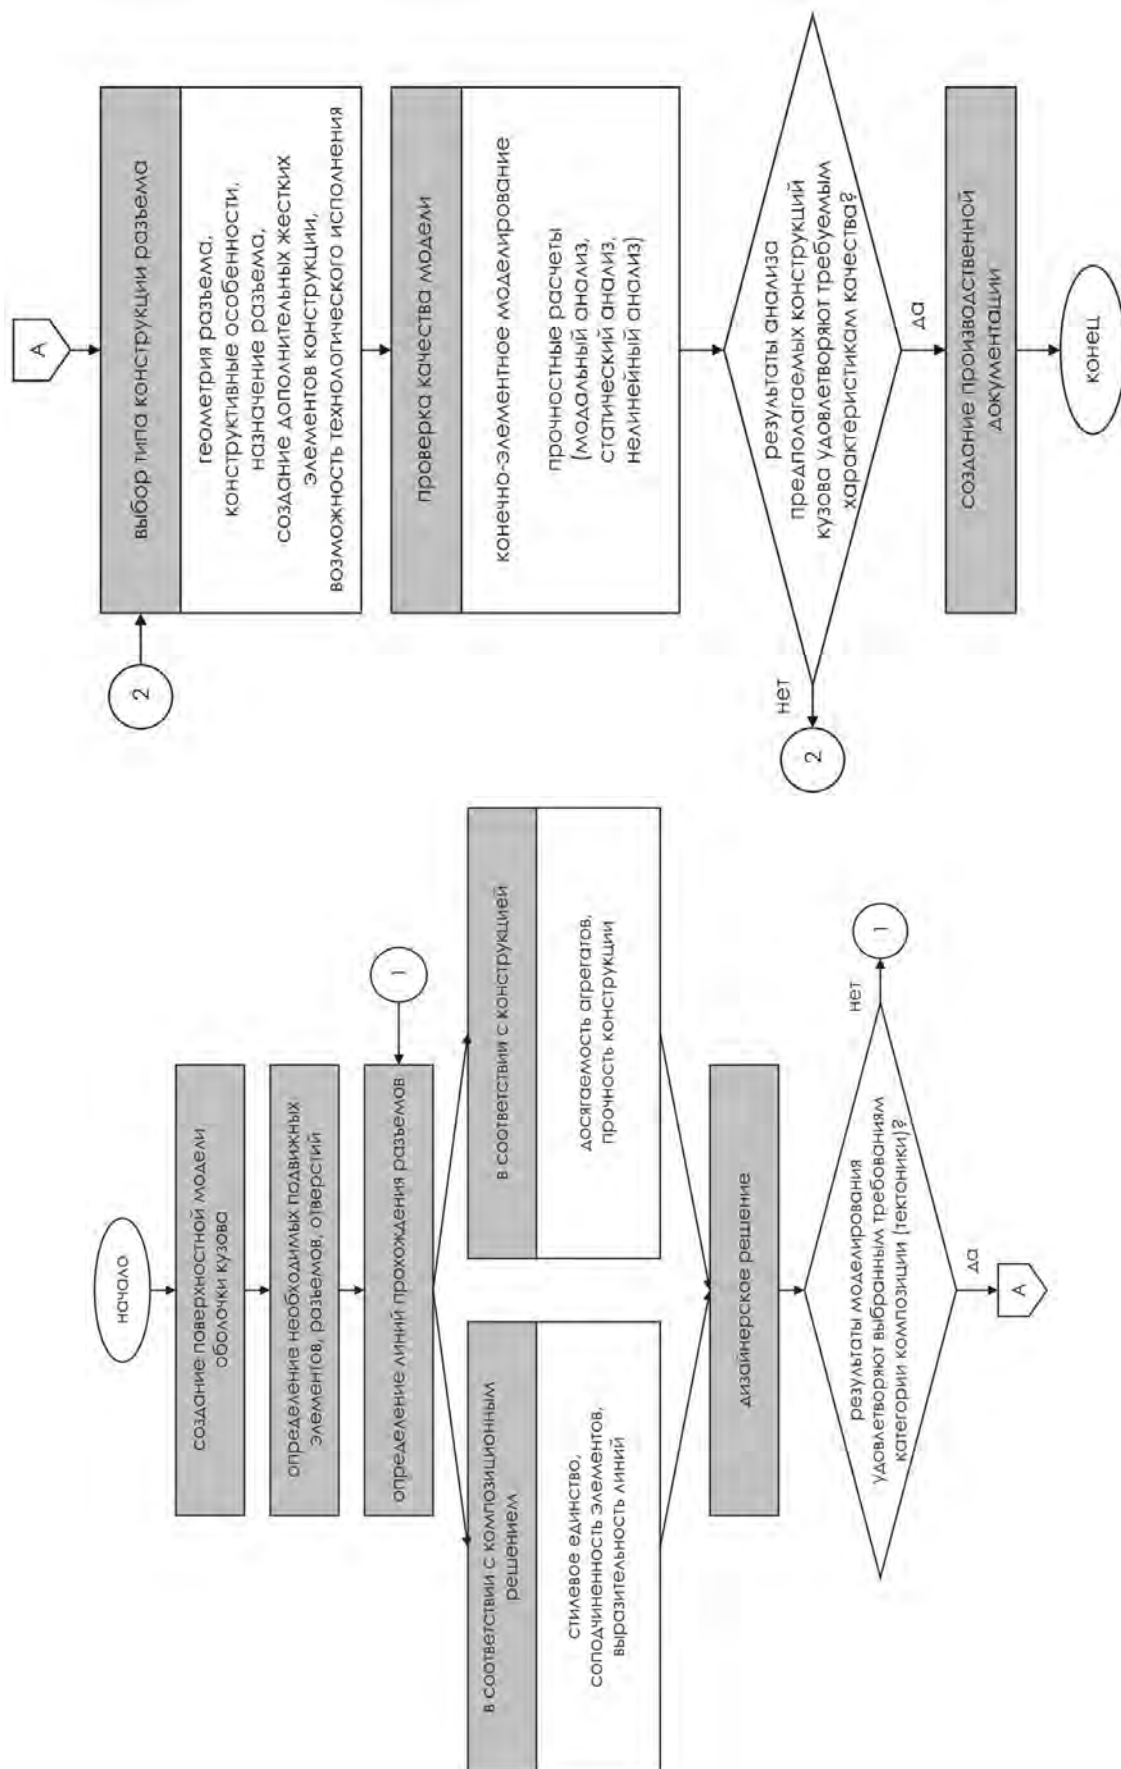 начало
создание поверхностной модели
оболочки кузова
определение необходимых подвижных
элементов, разъемов, отверстий
определение линий прохождения разъемов
1
в соответствии с композиционным
решением
стилевое единство,
соподчиненность элементов,
выразительность линий
в соответствии с конструкцией
досягаемость агрегатов,
прочность конструкции
дизайнерское решение
результаты моделирования
удовлетворяют выбранным требованиям
категории композиции (тектоники)?
нет
1
да
А
А
2
выбор типа конструкции разъема
геометрия разъема,
конструктивные особенности,
назначение разъема,
создание дополнительных жестких
элементов конструкции,
возможность технологического исполнения
проверка качества модели
конечно-элементное моделирование
прочностные расчеты
(модальный анализ,
статический анализ,
нелинейный анализ)
результаты анализа
предполагаемых конструкций
кузова удовлетворяют требуемым
характеристикам качества?
нет
2
да
создание производственной
документации
конец